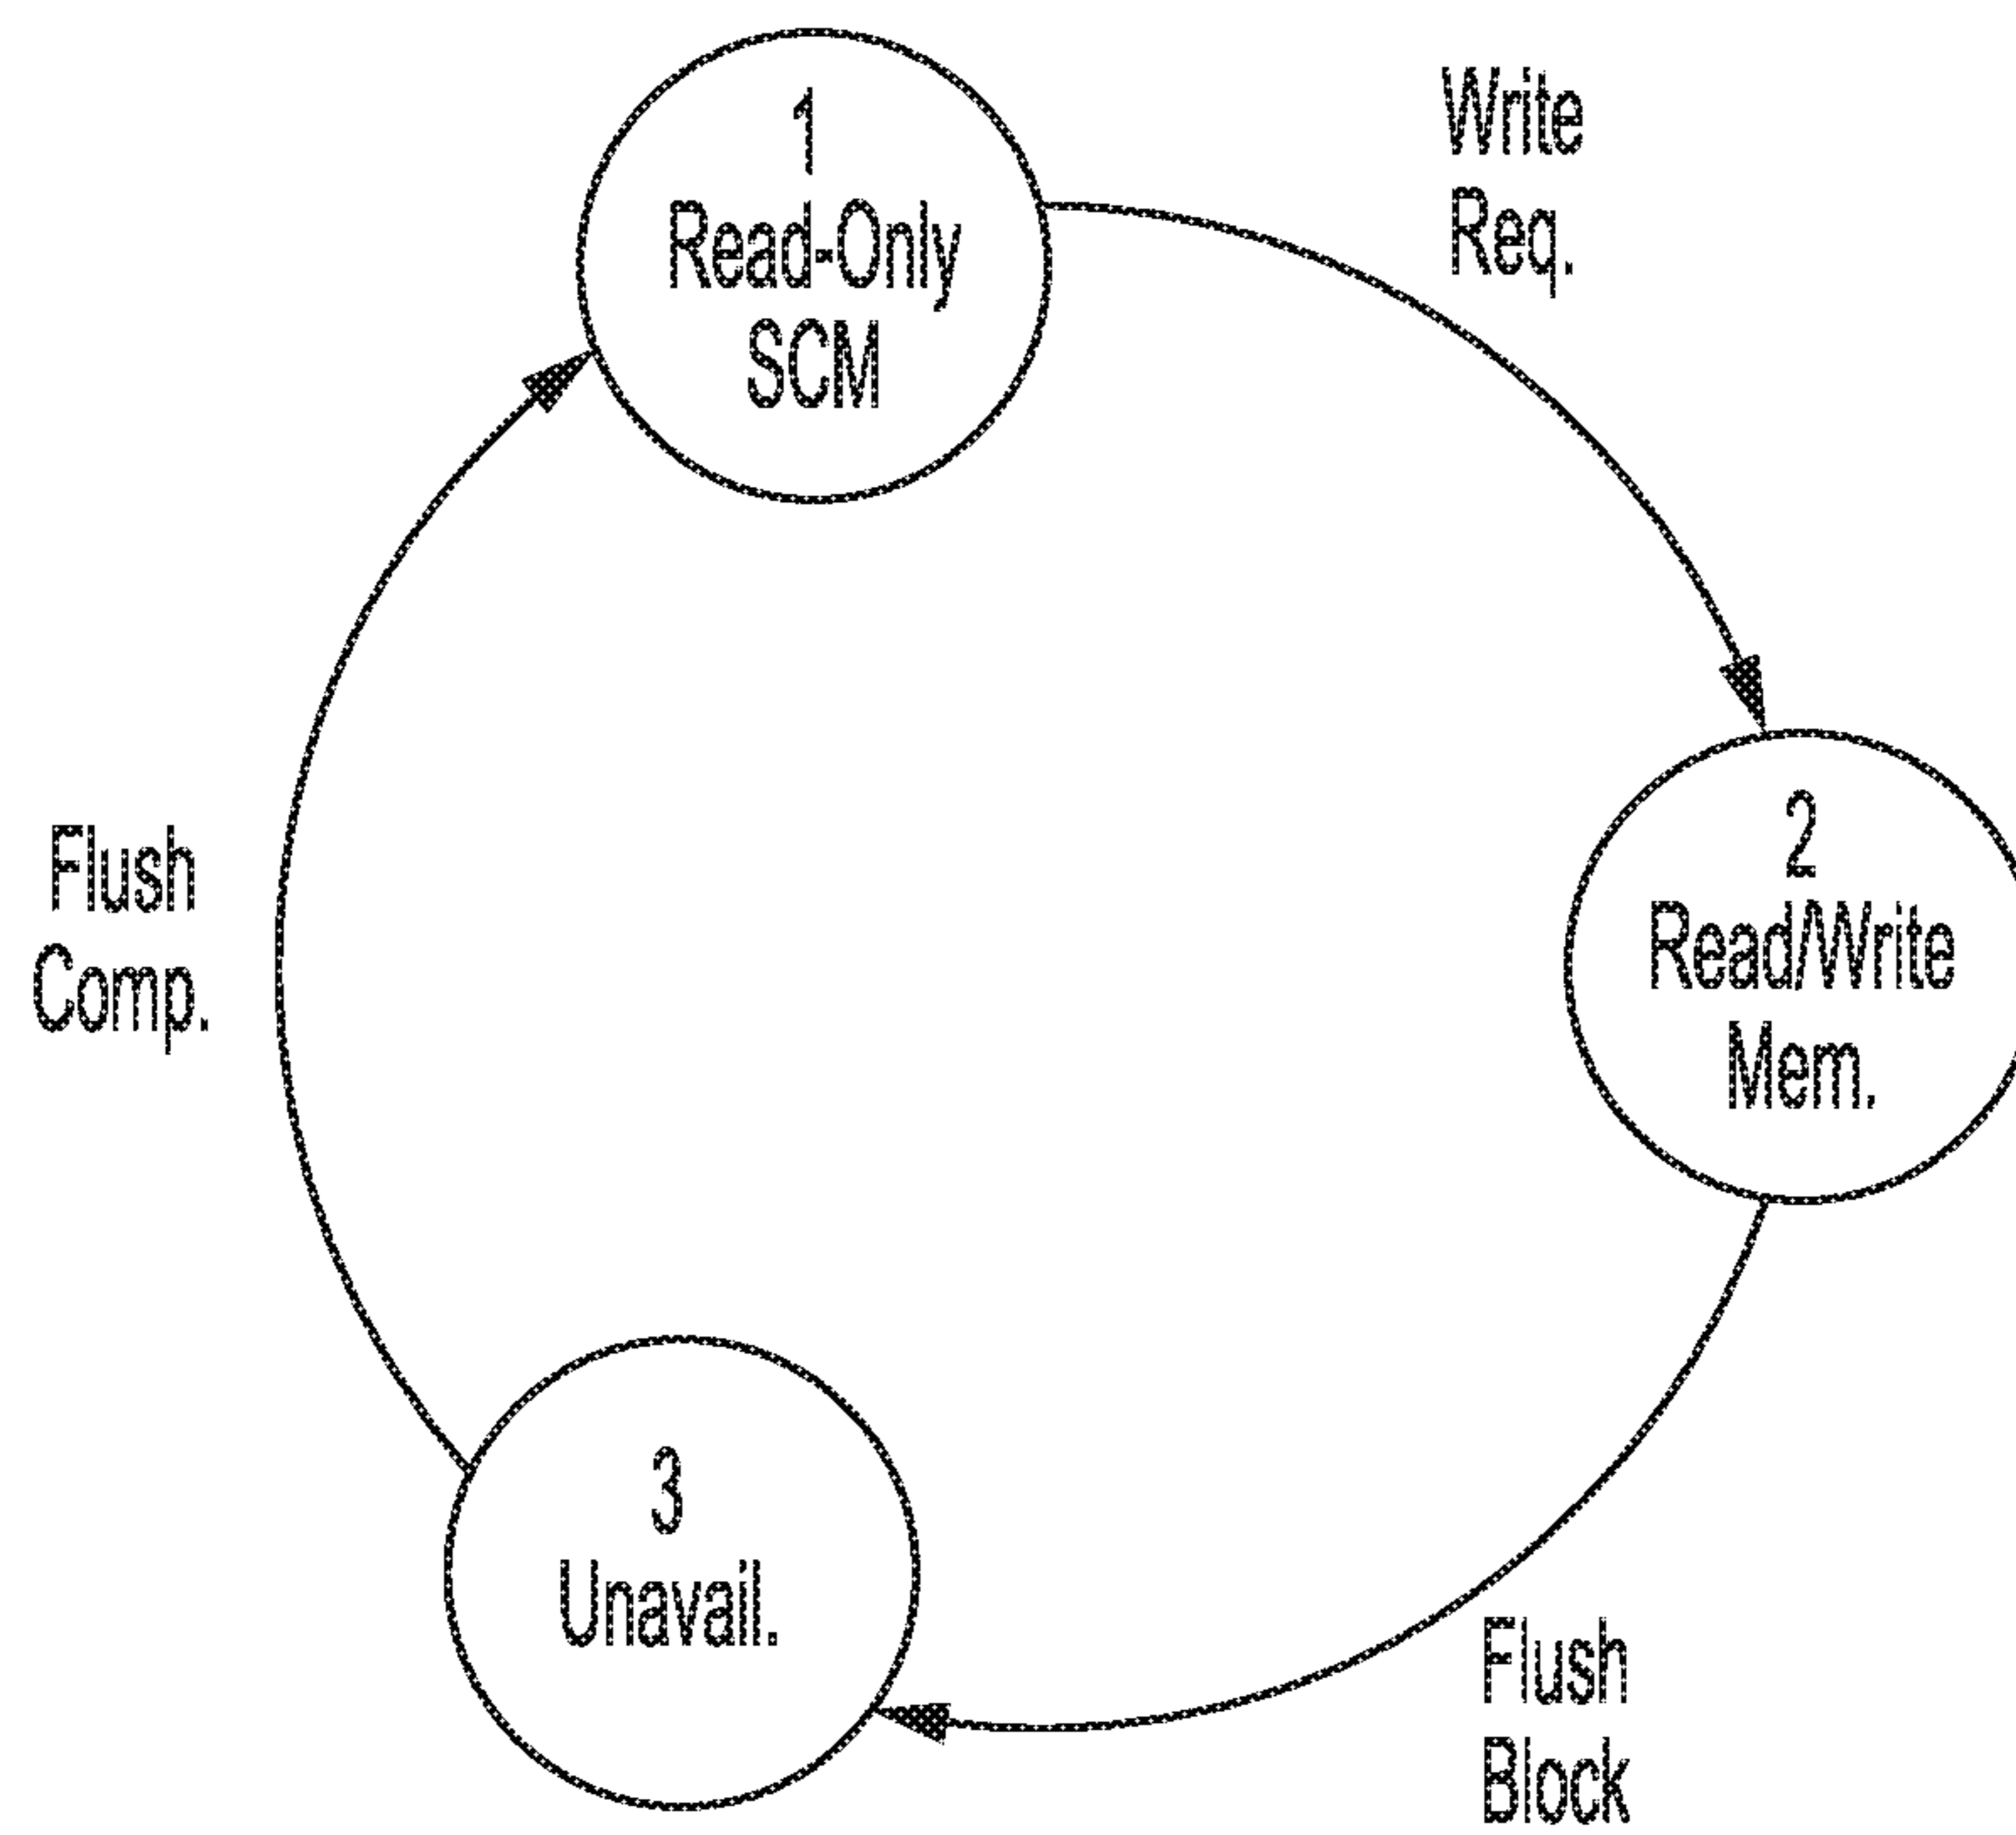 1
Read-Only
SCM
Write
Req.
2
Read/Write
Mem.
Flush
Comp.
3
Unavail.
Flush
Block